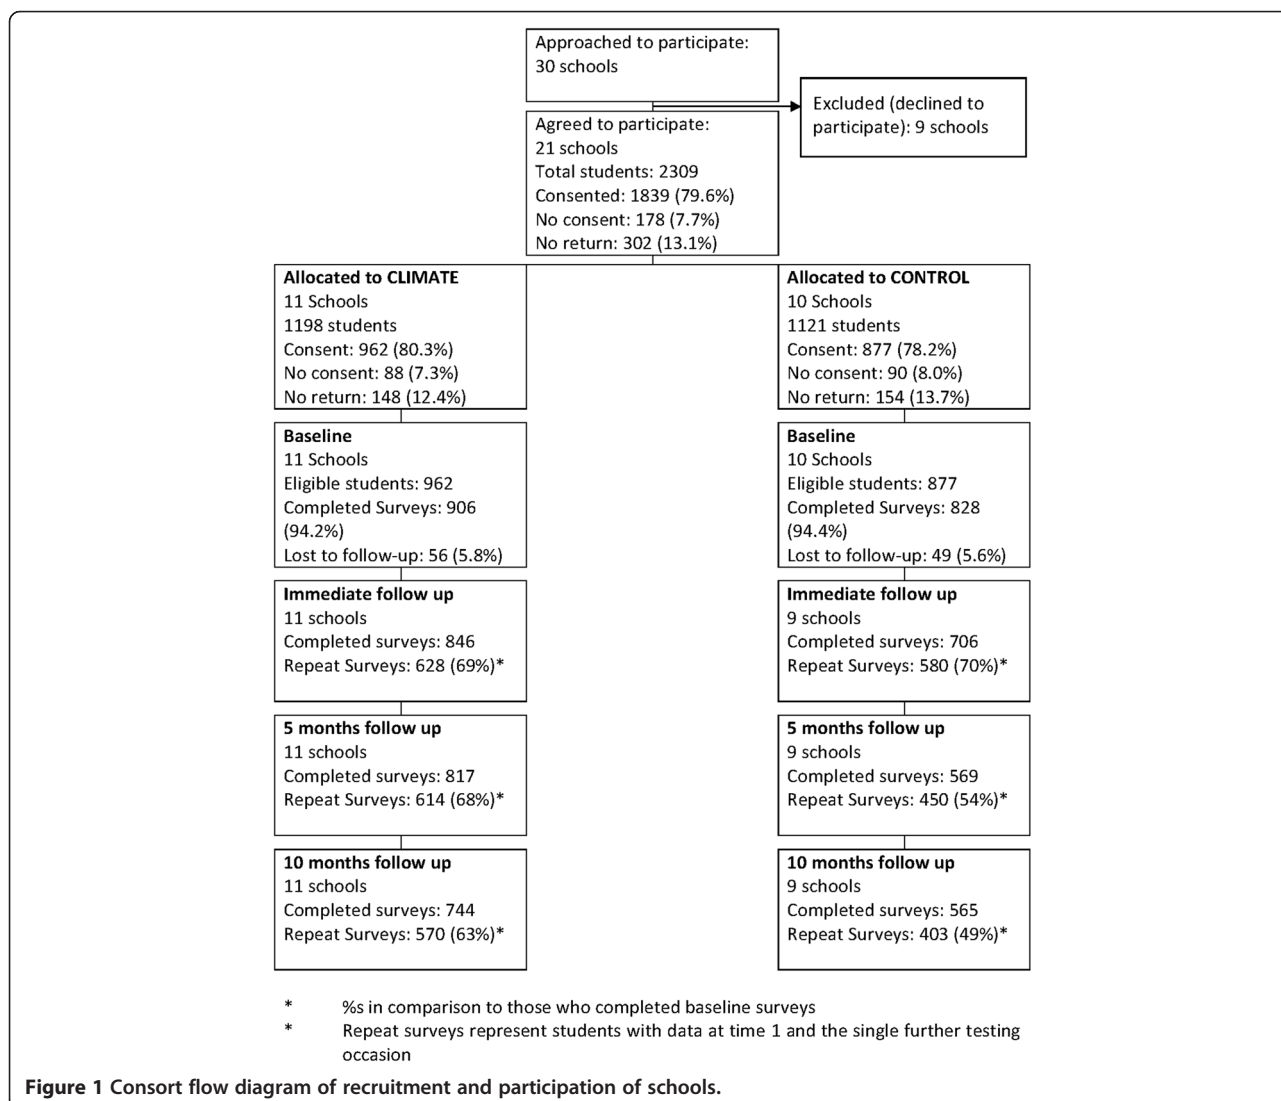 Approached to participate:
30 schools
Excluded (declined to
participate): 9 schools
Agreed to participate:
21 schools
Total students: 2309
Consented: 1839 (79.6%)
No consent: 178 (7.7%)
No return: 302 (13.1%)
Allocated to CLIMATE
11 Schools
1198 students
Consent: 962 (80.3%)
No consent: 88 (7.3%)
No return: 148 (12.4%)
Allocated to CONTROL
10 Schools
1121 students
Consent: 877 (78.2%)
No consent: 90 (8.0%)
No return: 154 (13.7%)
Baseline
11 Schools
Eligible students: 962
Completed Surveys: 906
(94.2%)
Lost to follow-up: 56 (5.8%)
Baseline
10 Schools
Eligible students: 877
Completed Surveys: 828
(94.4%)
Lost to follow-up: 49 (5.6%)
Immediate follow up
11 schools
Completed surveys: 846
Repeat Surveys: 628 (69%)*
Immediate follow up
9 schools
Completed surveys: 706
Repeat Surveys: 580 (70%)*
5 months follow up
11 schools
Completed surveys: 817
Repeat Surveys: 614 (68%)*
5 months follow up
9 schools
Completed surveys: 569
Repeat Surveys: 450 (54%)*
10 months follow up
11 schools
Completed surveys: 744
Repeat Surveys: 570 (63%)*
10 months follow up
9 schools
Completed surveys: 565
Repeat Surveys: 403 (49%)*
* %s in comparison to those who completed baseline surveys
* Repeat surveys represent students with data at time 1 and the single further testing
occasion
Figure 1 Consort flow diagram of recruitment and participation of schools.